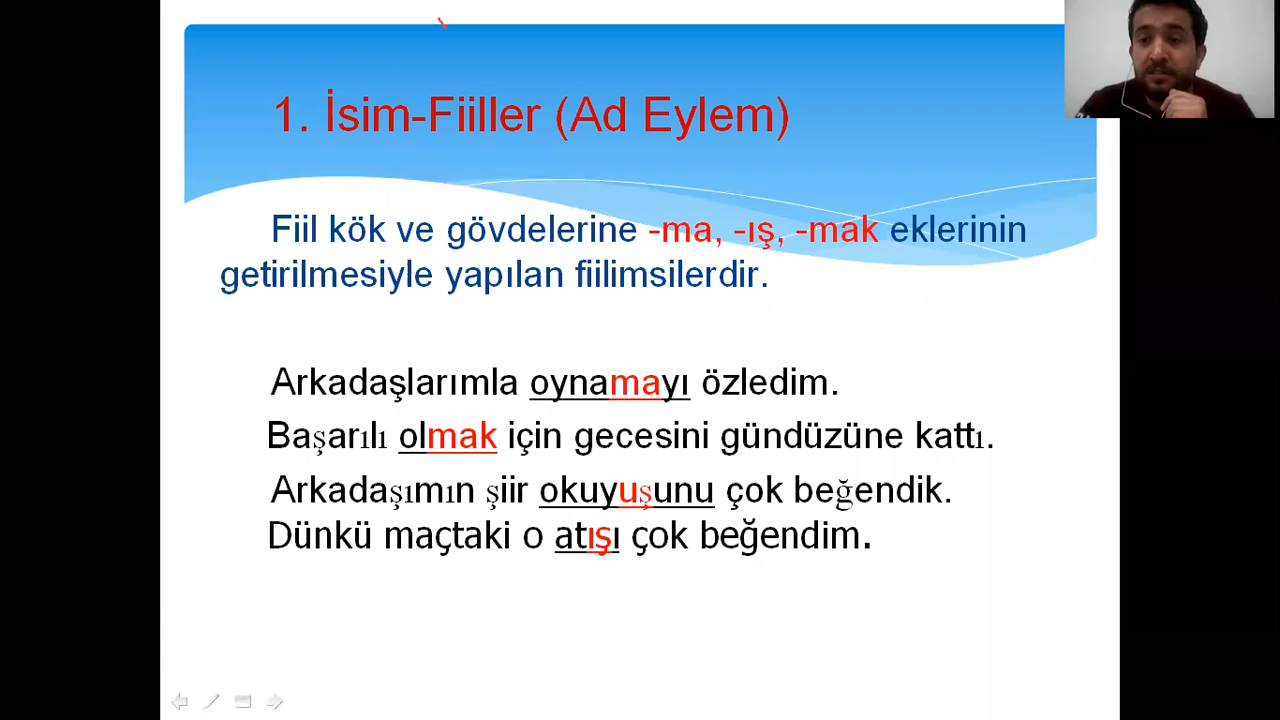 1. İsim-Fiiller (Ad Eylem)
Fiil kök ve gövdelerine -ma, -ış, -mak eklerinin
getirilmesiyle yapılan fiilimsilerdir.
Arkadaşlarımla oynamayı özledim.
Başarılı olmak için gecesini gündüzüne kattı.
Arkadaşımın şiir okuyuşunu çok beğendik.
Dünkü maçtaki o atışı çok beğendim.